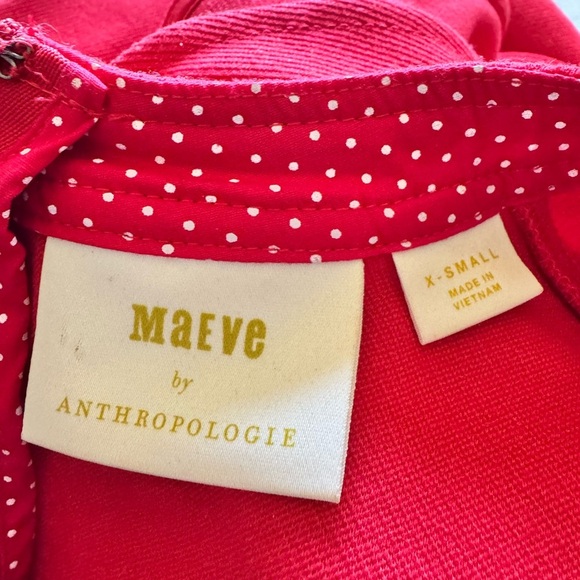 MaEve
by
ANTHROPOLOGIE
X-SMALL
MADE IN
VIETNAM